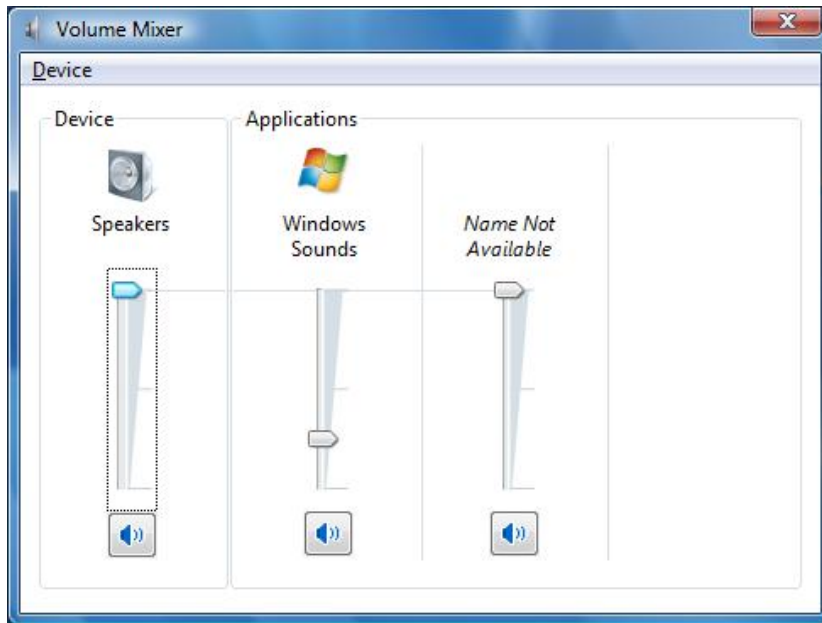 Volume Mixer
Device
Device
Applications
Speakers
Windows
Sounds
Name Not
Available